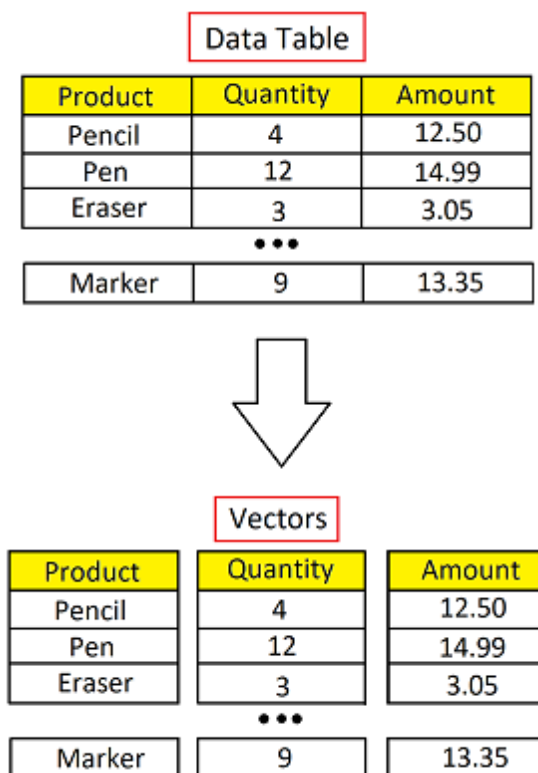 Data Table
Product Quantity Amount
Pencil 4 12.50
Pen 12 14.99
Eraser 3 3.05
•••
Marker 9 13.35
Vectors
Product Quantity Amount
Pencil 4 12.50
Pen 12 14.99
Eraser 3 3.05
•••
Marker 9 13.35